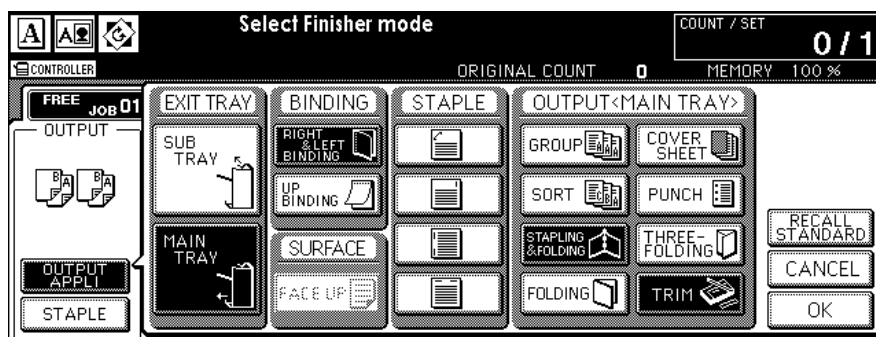 Select Finisher mode
COUNT / SET
0 / 1
A
A
CONTROLLER
ORIGINAL COUNT 0 MEMORY 100 %
FREE JOB 01
OUTPUT
B A B A
OUTPUT APPLI
STAPLE
EXIT TRAY
SUB TRAY
MAIN TRAY
BINDING
RIGHT & LEFT BINDING
UP BINDING
SURFACE
FACE UP
STAPLE
OUTPUT<MAIN TRAY>
GROUP
COVER SHEET
SORT
PUNCH
STAPLING & FOLDING
THREE-FOLDING
FOLDING
TRIM
RECALL STANDARD
CANCEL
OK